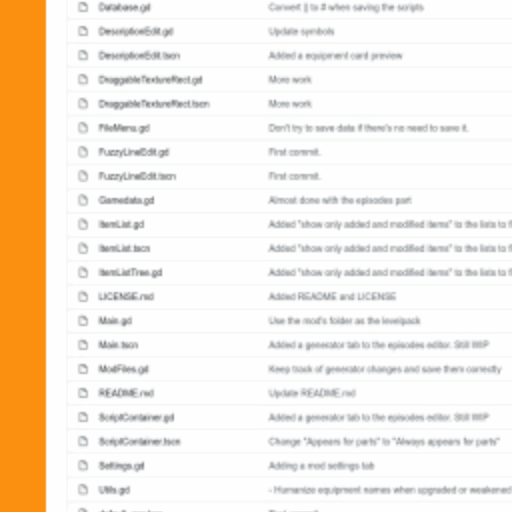 Database.gd Convert || to # when saving the scripts
DescriptionEdit.gd Update symbols
DescriptionEdit.tscn Added a equipment card preview
DraggableTextureRect.gd More work
DraggableTextureRect.tscn More work
FileMenu.gd Don't try to save data if there's no need to save it.
FuzzyLineEdit.gd First commit.
FuzzyLineEdit.tscn First commit.
Gamedata.gd Almost done with the episodes part
ItemList.gd Added "show only added and modified items" to the lists to f
ItemList.tscn Added "show only added and modified items" to the lists to f
ItemListTree.gd Added "show only added and modified items" to the lists to f
LICENSE.md Added README and LICENSE
Main.gd Use the mod's folder as the levelpack
Main.tscn Added a generator tab to the episodes editor. Still WIP
ModFiles.gd Keep track of generator changes and save them correctly
README.md Update README.md
ScriptContainer.gd Added a generator tab to the episodes editor. Still WIP
ScriptContainer.tscn Change "Appears for parts" to "Always appears for parts"
Settings.gd Adding a mod settings tab
Utils.gd - Humanize equipment names when upgraded or weakened